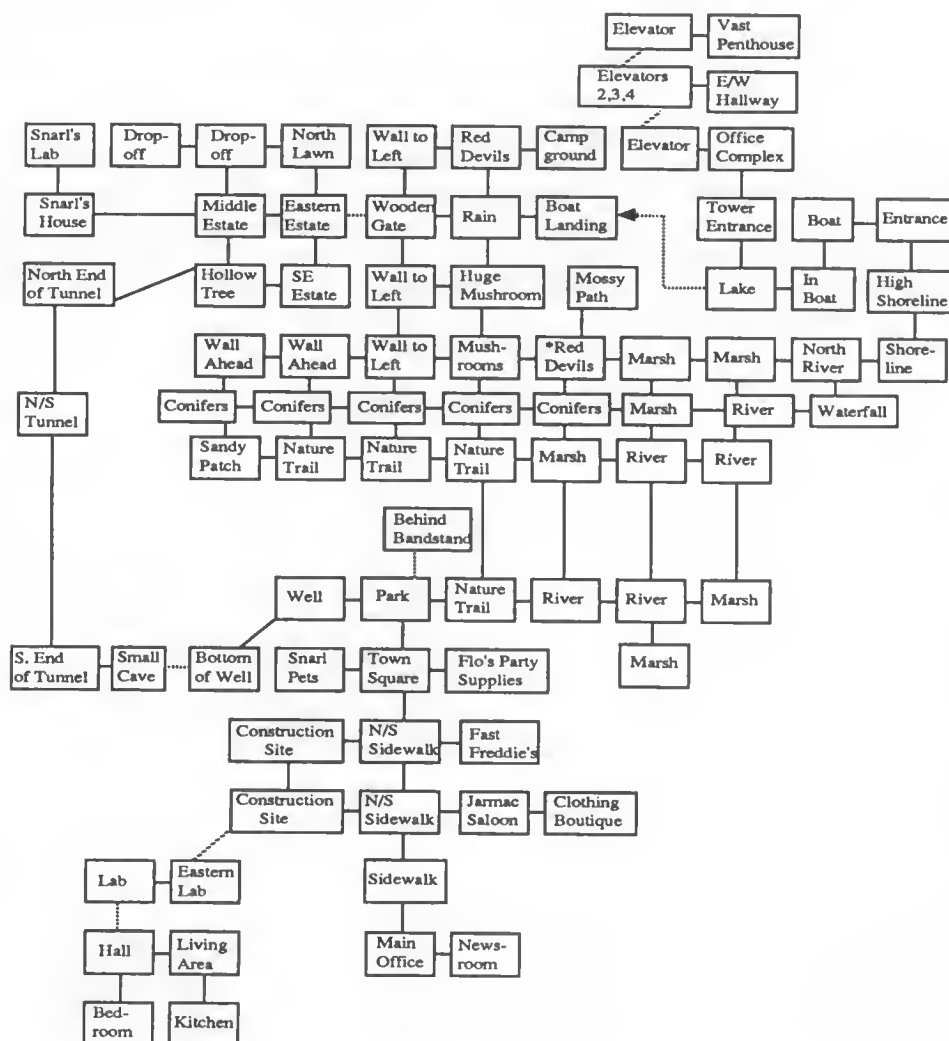 Elevator
Vast
Penthouse
Elevators
2,3,4
E/W
Hallway
Snarl's
Lab
Drop-
off
Drop-
off
North
Lawn
Wall to
Left
Red
Devils
Camp
ground
Elevator
Office
Complex
Snarl's
House
Middle
Estate
Eastern
Estate
Wooden
Gate
Rain
Boat
Landing
Tower
Entrance
Boat
Entrance
North End
of Tunnel
Hollow
Tree
SE
Estate
Wall to
Left
Huge
Mushroom
Mossy
Path
Lake
In
Boat
High
Shoreline
Wall
Ahead
Wall
Ahead
Wall to
Left
Mush-
rooms
*Red
Devils
Marsh
Marsh
North
River
Shore-
line
N/S
Tunnel
Conifers
Conifers
Conifers
Conifers
Conifers
Marsh
River
Waterfall
Sandy
Patch
Nature
Trail
Nature
Trail
Nature
Trail
Marsh
River
River
Behind
Bandstand
Well
Park
Nature
Trail
River
River
Marsh
S. End
of Tunnel
Small
Cave
Bottom
of Well
Snarl
Pets
Town
Square
Flo's Party
Supplies
Marsh
Construction
Site
N/S
Sidewalk
Fast
Freddie's
Construction
Site
N/S
Sidewalk
Jarmac
Saloon
Clothing
Boutique
Lab
Eastern
Lab
Sidewalk
Hall
Living
Area
Main
Office
News-
room
Bed-
room
Kitchen